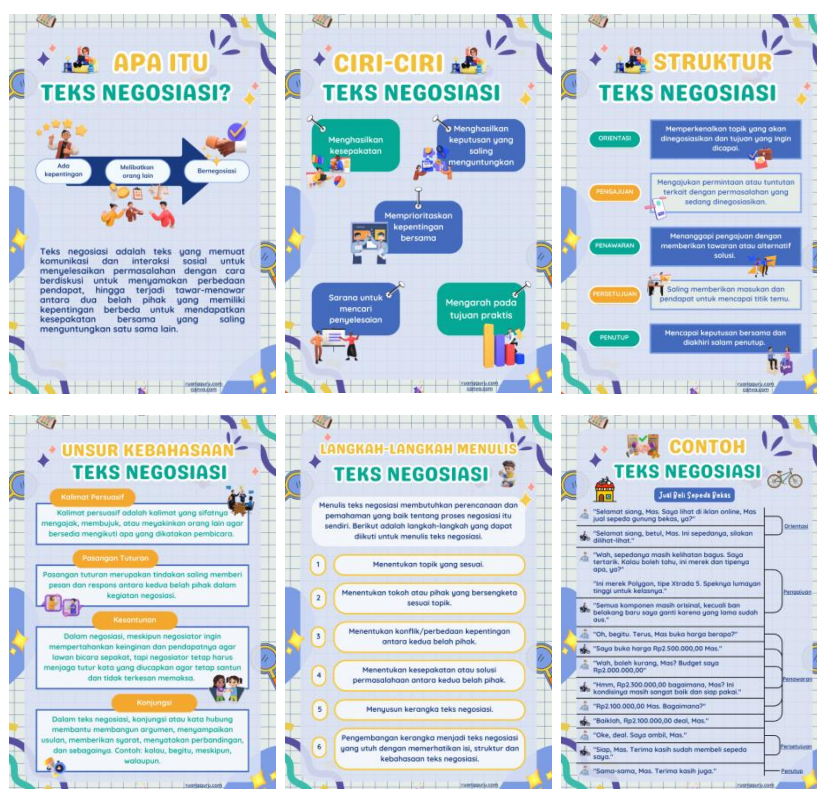 APA ITU
TEKS NEGOSIASI?
Ada
kepentingan
Melibatkan
orang lain
Bernegosiasi
Teks negosiasi adalah teks yang memuat
komunikasi dan interaksi sosial untuk
menyelesaikan permasalahan dengan cara
berdiskusi untuk menyamakan perbedaan
pendapat, hingga terjadi tawar-menawar
antara dua belah pihak yang memiliki
kepentingan berbeda untuk mendapatkan
kesepakatan bersama yang saling
menguntungkan satu sama lain.
ruangguru.com
canva.com
CIRI-CIRI
TEKS NEGOSIASI
Menghasilkan
kesepakatan
Menghasilkan
keputusan yang
saling
menguntungkan
Memprioritaskan
kepentingan
bersama
Sarana untuk
mencari
penyelesaian
Mengarah pada
tujuan praktis
ruangguru.com
canva.com
STRUKTUR
TEKS NEGOSIASI
ORIENTASI
Memperkenalkan topik yang akan
dinegosiasikan dan tujuan yang ingin
dicapai.
PENGAJUAN
Mengajukan permintaan atau tuntutan
terkait dengan permasalahan yang
sedang dinegosiasikan.
PENAWARAN
Menanggapi pengajuan dengan
memberikan tawaran atau alternatif
solusi.
PERSETUJUAN
Saling memberikan masukan dan
pendapat untuk mencapai titik temu.
PENUTUP
Mencapai keputusan bersama dan
diakhiri salam penutup.
ruangguru.com
canva.com
UNSUR KEBAHASAAN
TEKS NEGOSIASI
Kalimat Persuasif
Kalimat persuasif adalah kalimat yang sifatnya
mengajak, membujuk, atau meyakinkan orang lain agar
bersedia mengikuti apa yang dikatakan pembicara.
Pasangan Tuturan
Pasangan tuturan merupakan tindakan saling memberi
pesan dan respons antara kedua belah pihak dalam
kegiatan negosiasi.
Kesantunan
Dalam negosiasi, meskipun negosiator ingin
mempertahankan keinginan dan pendapatnya agar
lawan bicara sepakat, tapi negosiator tetap harus
menjaga tutur kata yang diucapkan agar tetap santun
dan tidak terkesan memaksa.
Konjungsi
Dalam teks negosiasi, konjungsi atau kata hubung
membantu membangun argumen, menyampaikan
usulan, memberikan syarat, menyatakan perbandingan,
dan sebagainya. Contoh: kalau, begitu, meskipun,
walaupun.
ruangguru.com
LANGKAH-LANGKAH MENULIS
TEKS NEGOSIASI
Menulis teks negosiasi membutuhkan perencanaan dan
pemahaman yang baik tentang proses negosiasi itu
sendiri. Berikut adalah langkah-langkah yang dapat
diikuti untuk menulis teks negosiasi.
1 Menentukan topik yang sesuai.
2 Menentukan tokoh atau pihak yang bersengketa
sesuai topik.
3 Menentukan konflik/perbedaan kepentingan
antara kedua belah pihak.
4 Menentukan kesepakatan atau solusi
permasalahan antara kedua belah pihak.
5 Menyusun kerangka teks negosiasi.
6 Pengembangan kerangka menjadi teks negosiasi
yang utuh dengan memerhatikan isi, struktur dan
kebahasaan teks negosiasi.
ruangguru.com
CONTOH
TEKS NEGOSIASI
Jual Beli Sepeda Bekas
"Selamat siang, Mas. Saya lihat di iklan online, Mas
jual sepeda gunung bekas, ya?"
"Selamat siang, betul, Mas. Ini sepedanya, silakan
dilihat-lihat."
Orientasi
"Wah, sepedanya masih kelihatan bagus. Saya
tertarik. Kalau boleh tahu, ini merek dan tipenya
apa, ya?"
"Ini merek Polygon, tipe Xtrada 5. Speknya lumayan
tinggi untuk kelasnya."
"Semua komponen masih orisinal, kecuali ban
belakang baru saya ganti karena yang lama sudah
aus."
Pengajuan
"Oh, begitu. Terus, Mas buka harga berapa?"
"Saya buka harga Rp2.500.000,00 Mas."
"Wah, boleh kurang, Mas? Budget saya
Rp2.000.000,00"
"Hmm, Rp2.300.000,00 bagaimana, Mas? Ini
kondisinya masih sangat baik dan siap pakai."
"Rp2.100.000,00 Mas. Bagaimana?"
"Baiklah, Rp2.100.000,00 deal, Mas."
Penawaran
"Oke, deal. Saya ambil, Mas."
"Siap, Mas. Terima kasih sudah membeli sepeda
saya."
Persetujuan
"Sama-sama, Mas. Terima kasih juga."
Penutup
ruangguru.com